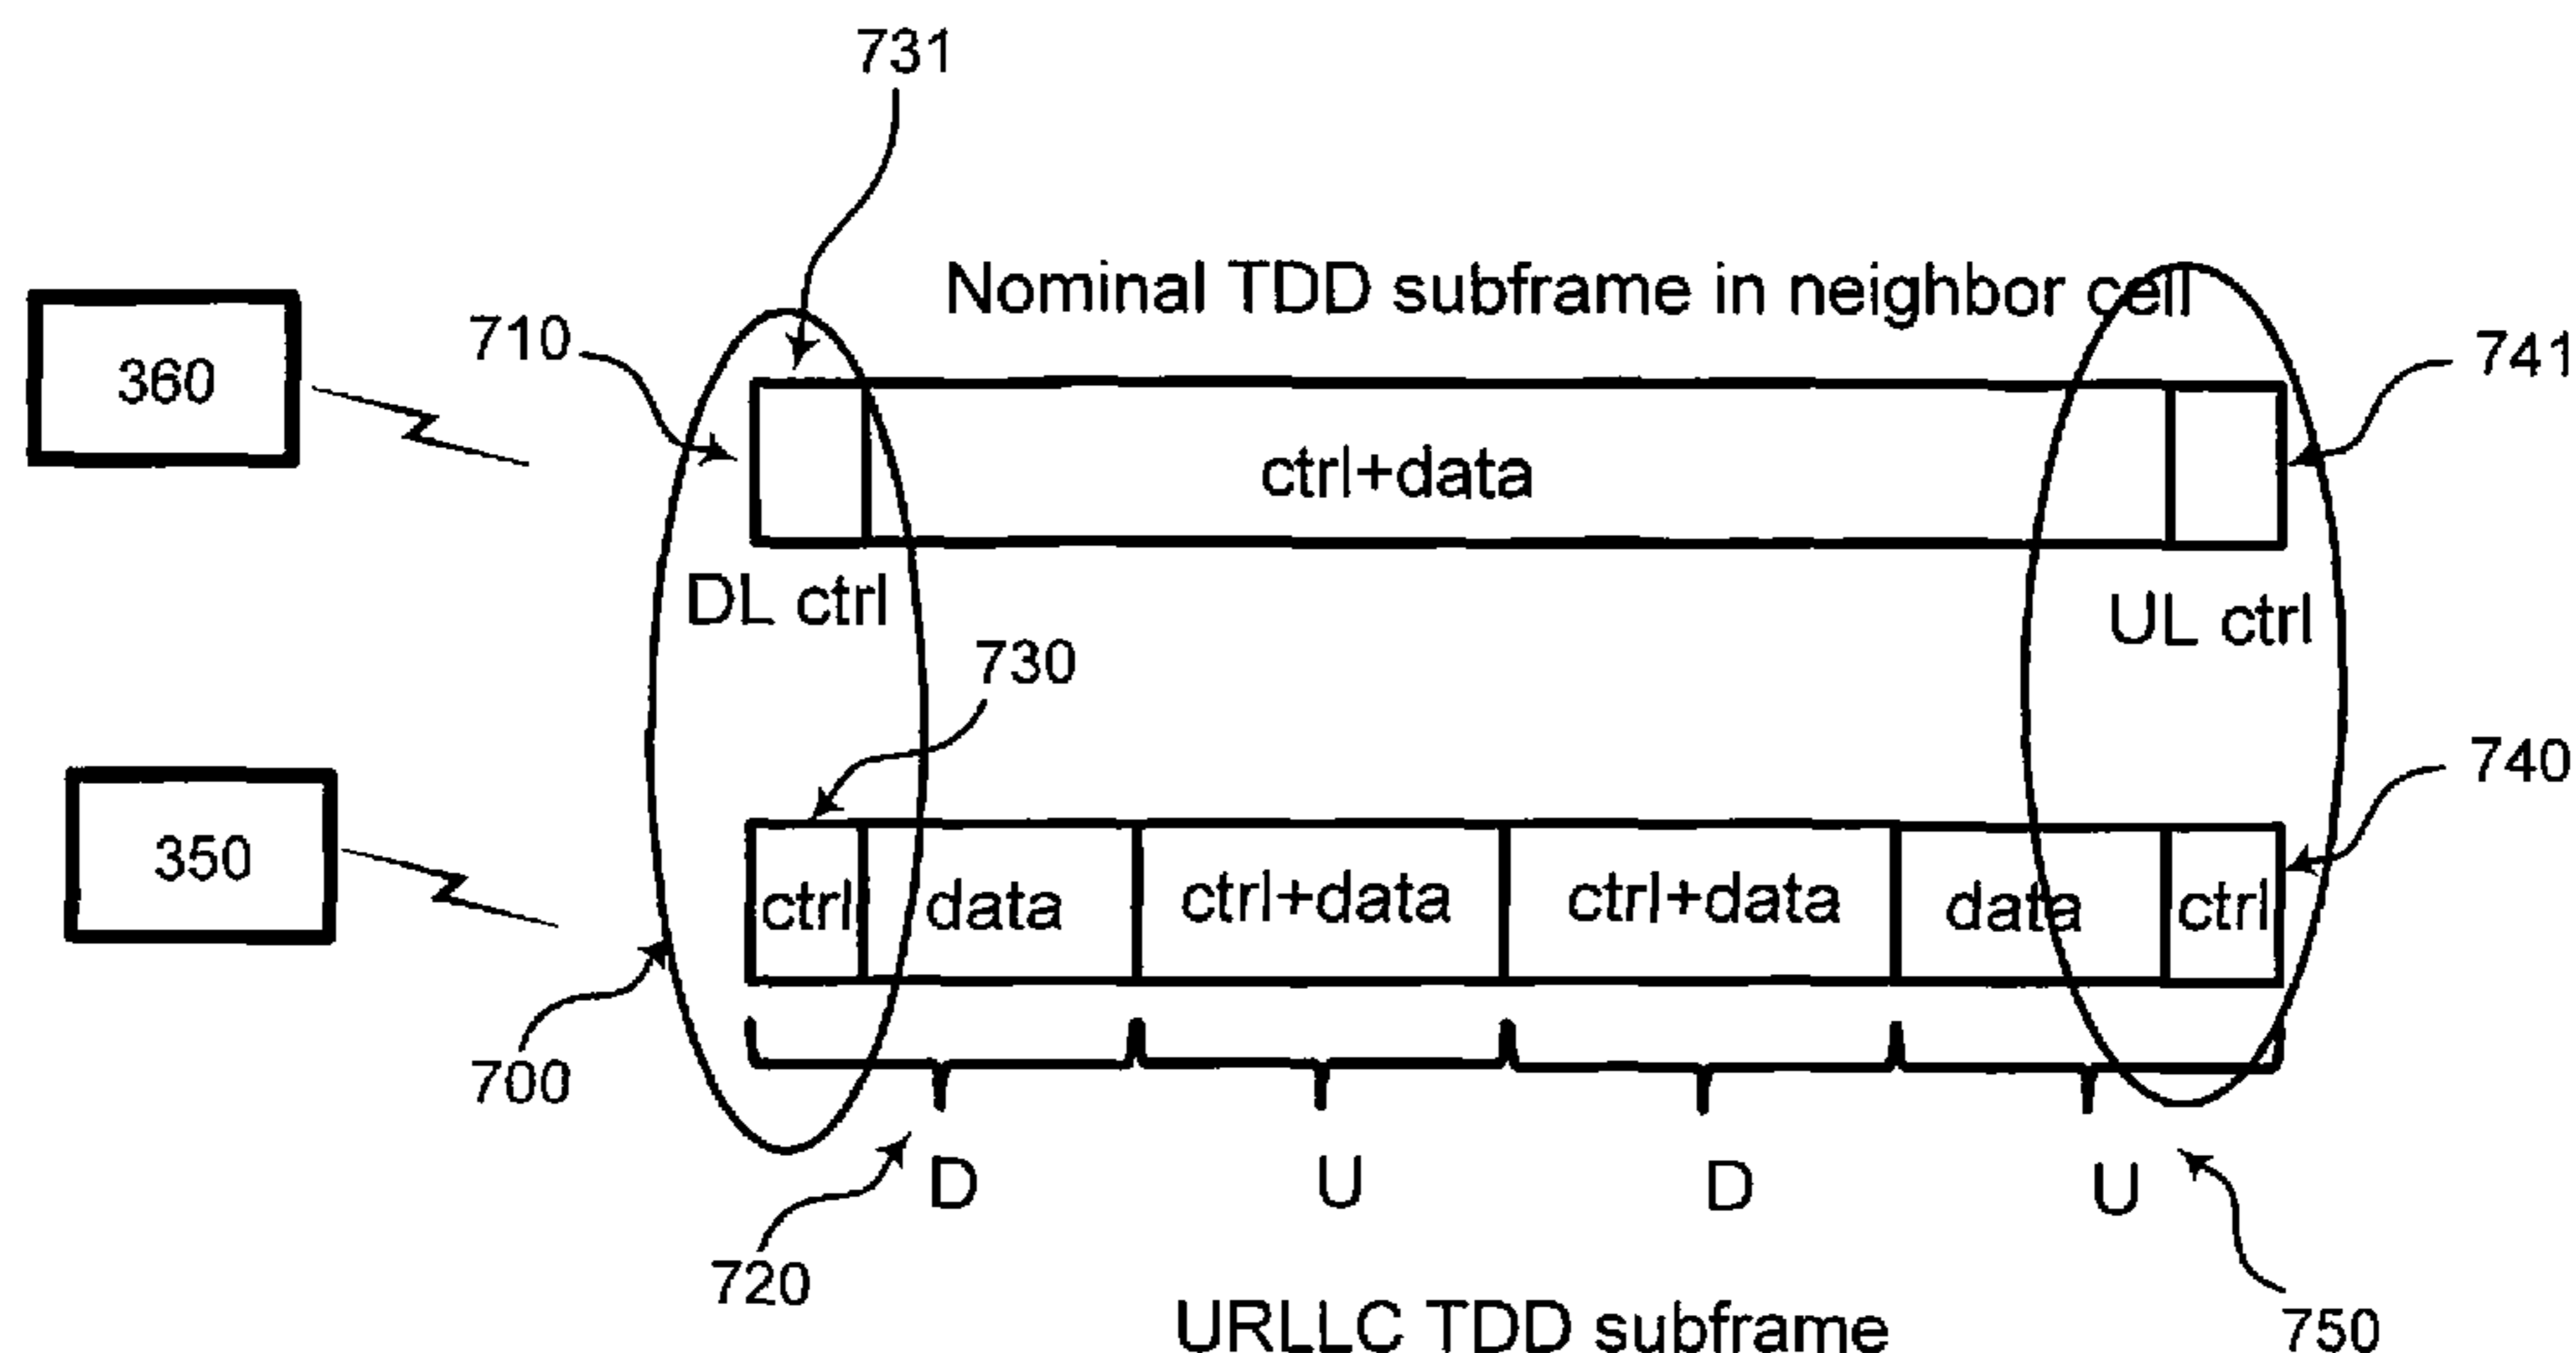 731
Nominal TDD subframe in neighbor cell
710
741
360
ctrl+data
DL ctrl
UL ctrl
730
740
350
ctrl
data
ctrl+data
ctrl+data
data
ctrl
700
D
U
D
U
720
750
URLLC TDD subframe